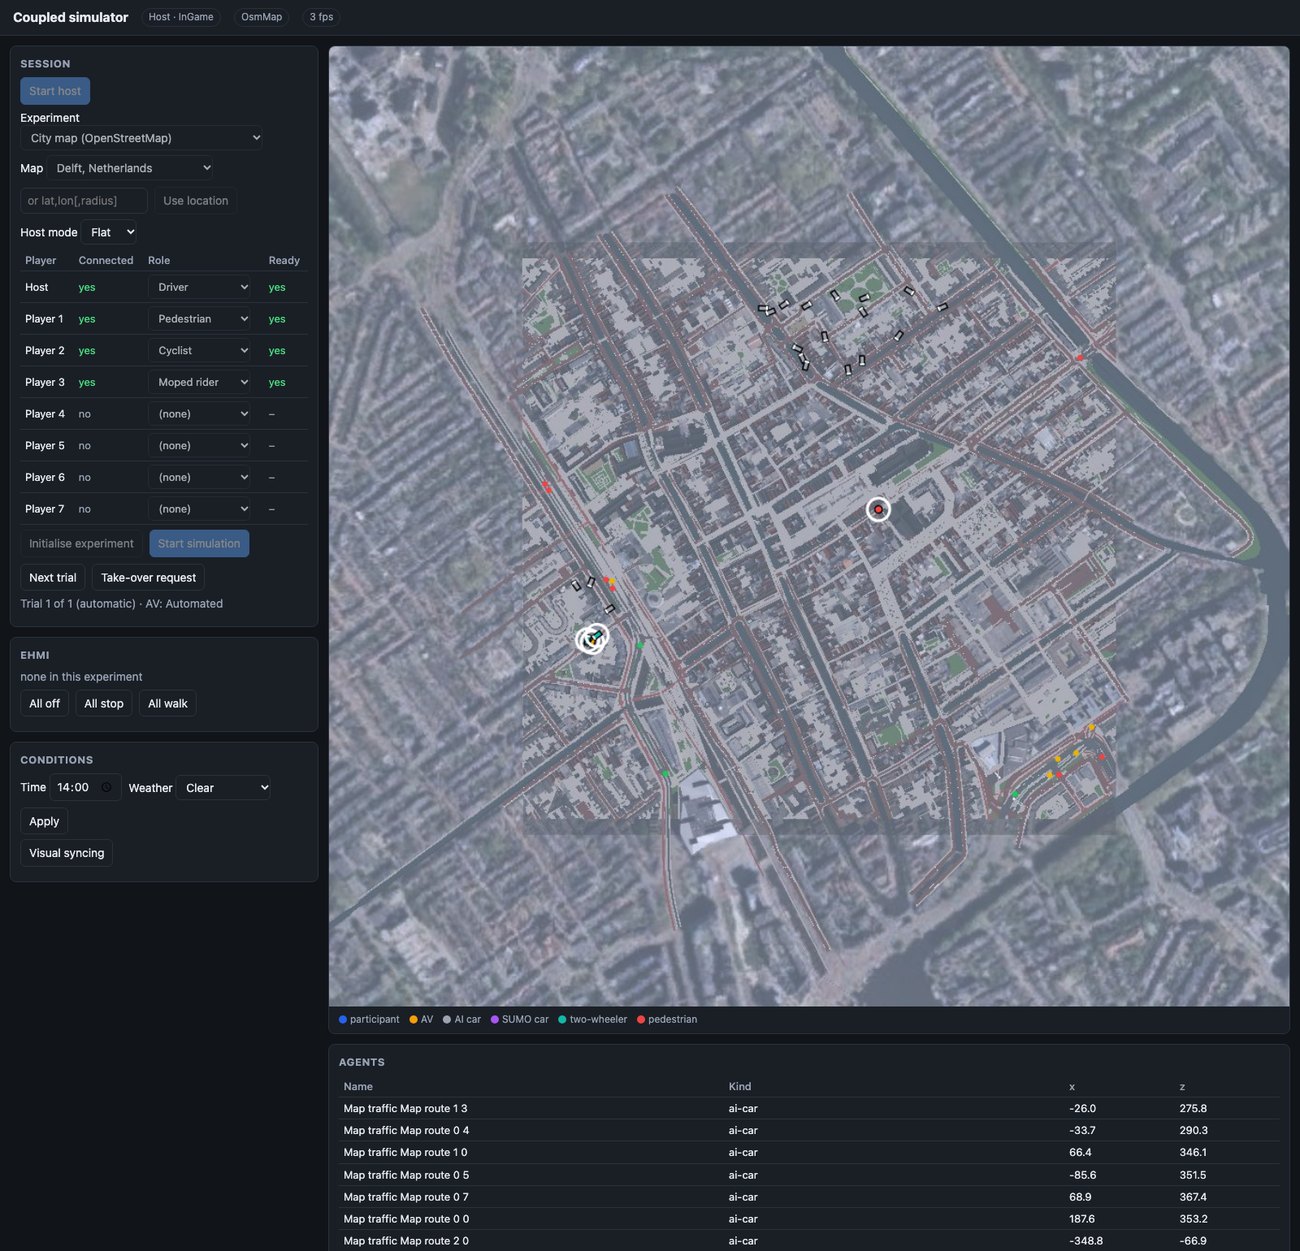 Coupled simulator Host · InGame OsmMap 3 fps
SESSION
Start host
Experiment
City map (OpenStreetMap)
Map Delft, Netherlands
or lat,lon[,radius] Use location
Host mode Flat
Player Connected Role Ready
Host yes Driver yes
Player 1 yes Pedestrian yes
Player 2 yes Cyclist yes
Player 3 yes Moped rider yes
Player 4 no (none) –
Player 5 no (none) –
Player 6 no (none) –
Player 7 no (none) –
Initialise experiment Start simulation
Next trial Take-over request
Trial 1 of 1 (automatic) · AV: Automated
EHMI
none in this experiment
All off All stop All walk
CONDITIONS
Time 14:00 Weather Clear
Apply
Visual syncing
participant AV AI car SUMO car two-wheeler pedestrian
AGENTS
Name Kind x z
Map traffic Map route 1 3 ai-car -26.0 275.8
Map traffic Map route 0 4 ai-car -33.7 290.3
Map traffic Map route 1 0 ai-car 66.4 346.1
Map traffic Map route 0 5 ai-car -85.6 351.5
Map traffic Map route 0 7 ai-car 68.9 367.4
Map traffic Map route 0 0 ai-car 187.6 353.2
Map traffic Map route 2 0 ai-car -348.8 -66.9